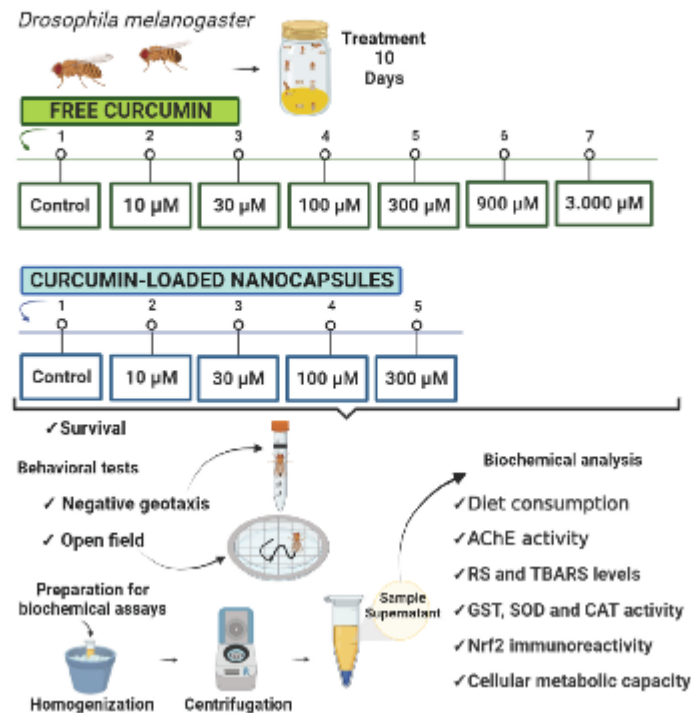 Drosophila melanogaster
Treatment
10
Days
FREE CURCUMIN
1 2 3 4 5 6 7
Control 10 µM 30 µM 100 µM 300 µM 900 µM 3.000 µM
CURCUMIN-LOADED NANOCAPSULES
1 2 3 4 5
Control 10 µM 30 µM 100 µM 300 µM
✓Survival
Behavioral tests
✓ Negative geotaxis
✓ Open field
Preparation for
biochemical assays
Homogenization
Centrifugation
Sample
Supernatant
Biochemical analysis
✓Diet consumption
✓AChE activity
✓RS and TBARS levels
✓GST, SOD and CAT activity
✓Nrf2 immunoreactivity
✓Cellular metabolic capacity